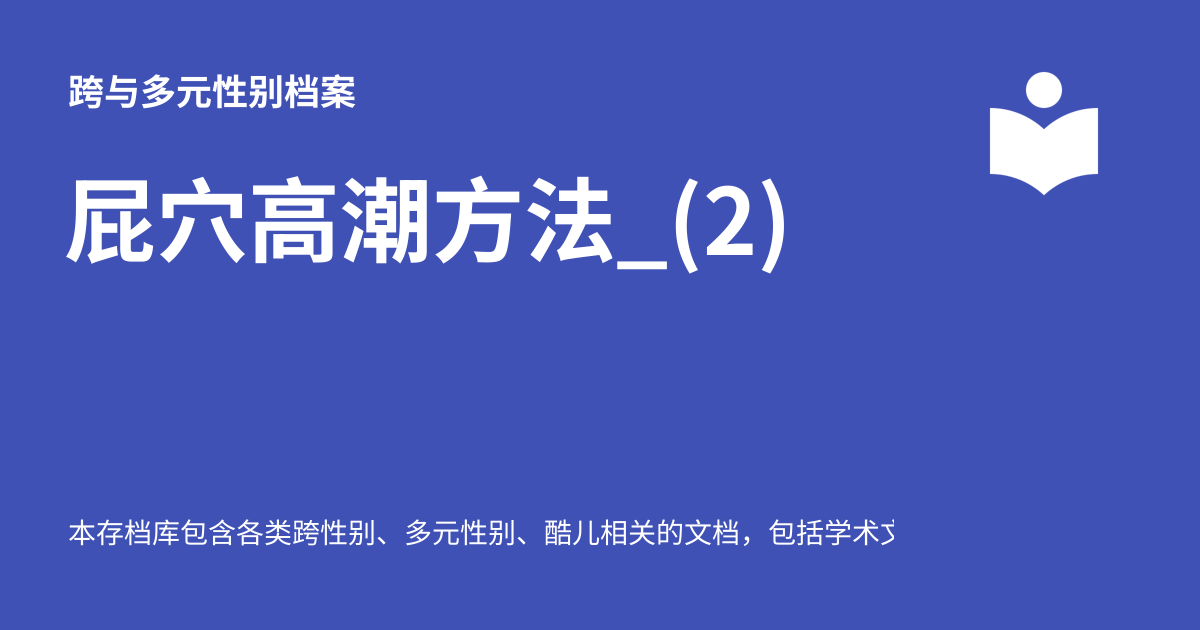 跨与多元性别档案
屁穴高潮方法_(2)
本存档库包含各类跨性别、多元性别、酷儿相关的文档，包括学术